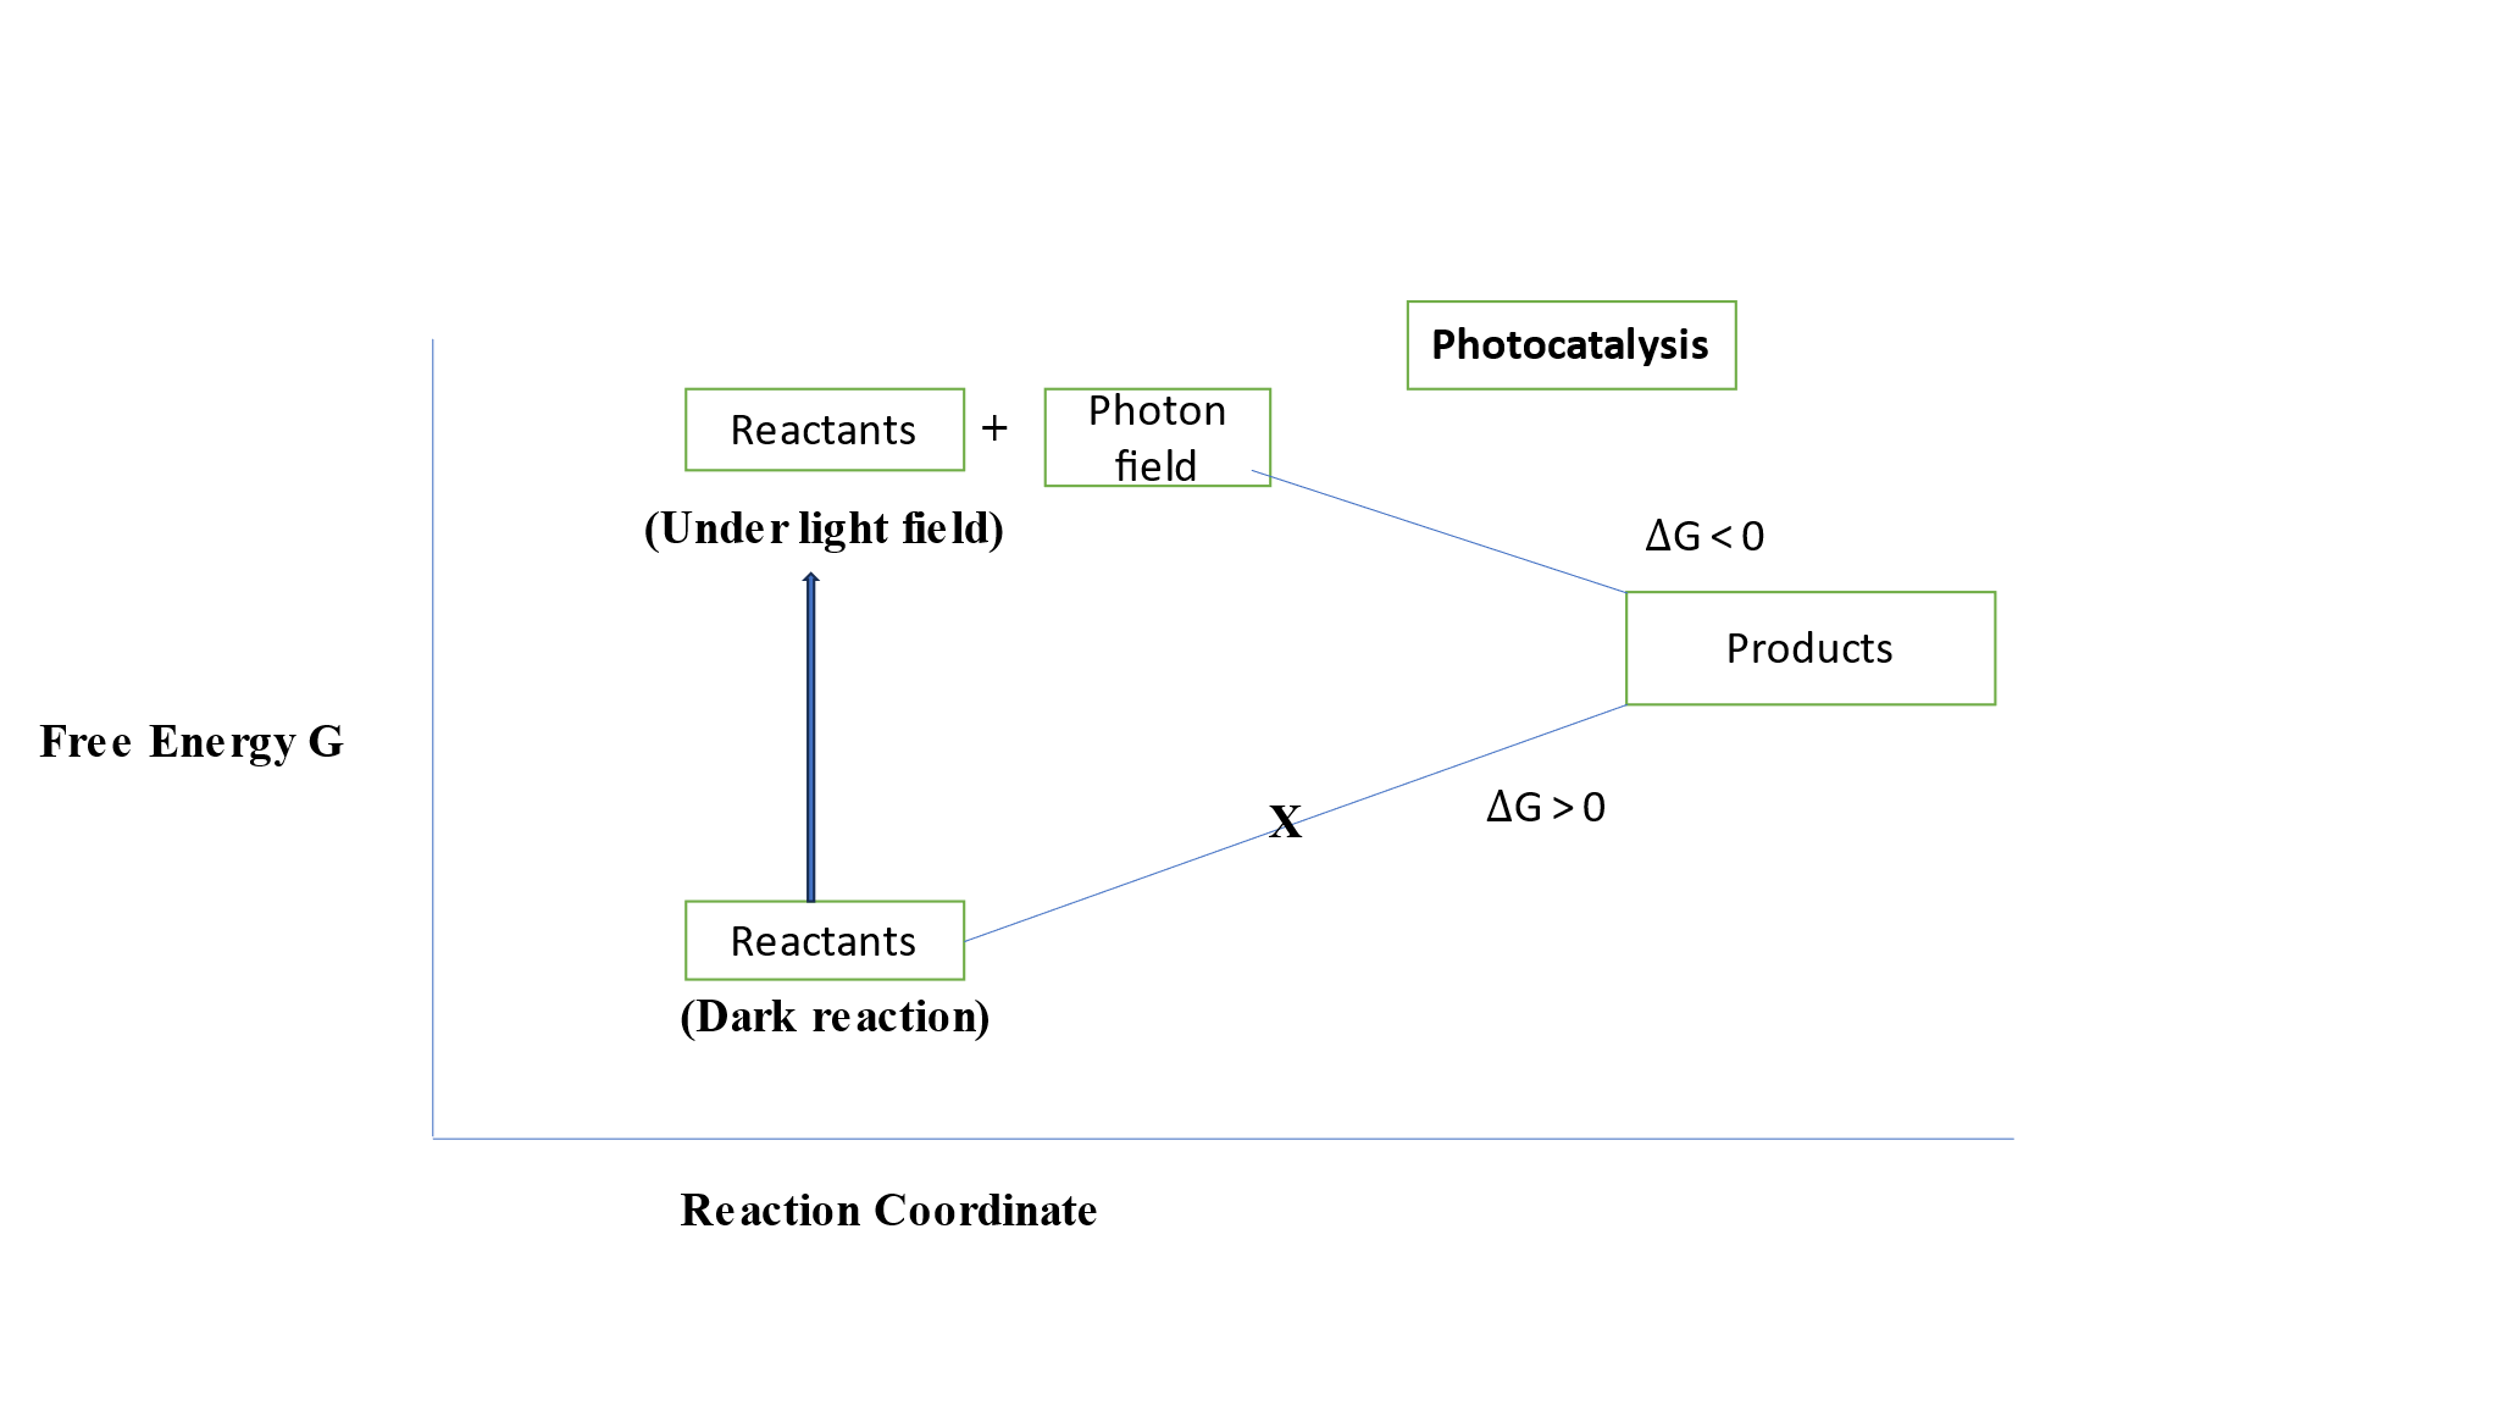 Photocatalysis
Reactants
+
Photon
field
(Under light field)
ΔG < 0
Products
Free Energy G
X
ΔG > 0
Reactants
(Dark reaction)
Reaction Coordinate